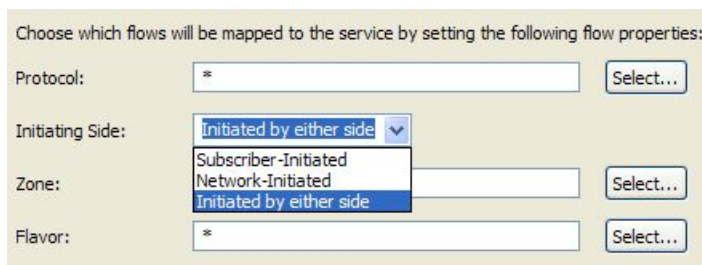 Choose which flows will be mapped to the service by setting the following flow properties:
Protocol: * Select...
Initiating Side: Initiated by either side
Subscriber-Initiated
Network-Initiated
Zone: Select...
Initiated by either side
Flavor: * Select...